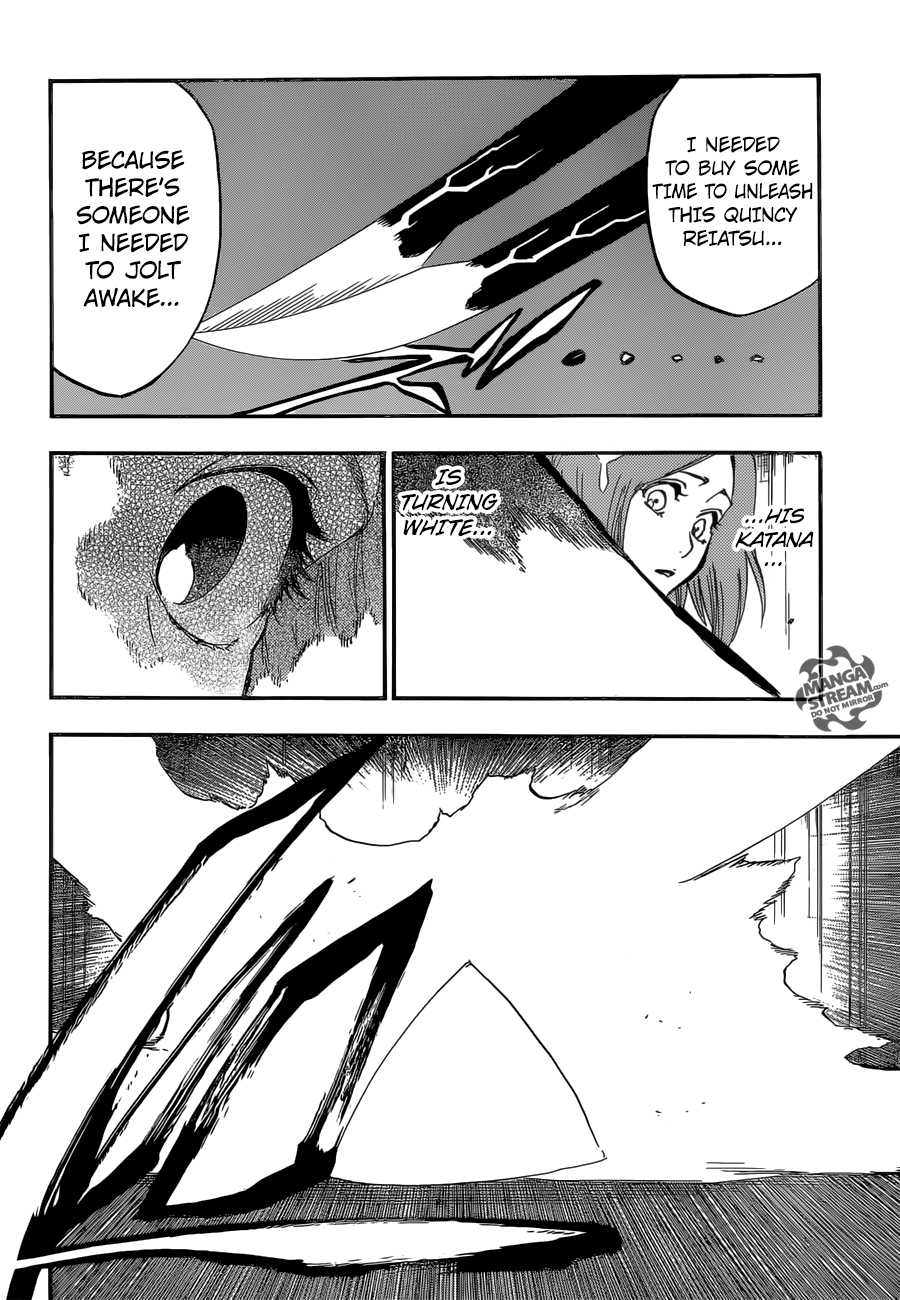 I NEEDED
TO BUY SOME
TIME TO UNLEASH
THIS QUINCY
REIATSU...
BECAUSE
THERE'S
SOMEONE
I NEEDED
TO JOLT
AWAKE...
...HIS
KATANA
...
IS
TURNING
WHITE...
MANGA
STREAM.com
DO NOT MIRROR